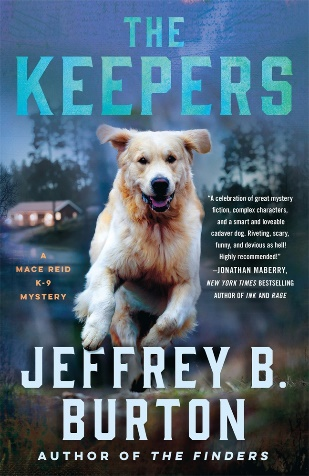 THE
KEEPERS
"A celebration of great mystery
fiction, complex characters,
and a smart and loveable
cadaver dog. Riveting, scary,
funny, and devious as hell!
Highly recommended!"
—JONATHAN MABERRY,
NEW YORK TIMES BESTSELLING
AUTHOR OF INK AND RAGE
A
MACE REID
K-9
MYSTERY
JEFFREY B.
BURTON
AUTHOR OF THE FINDERS